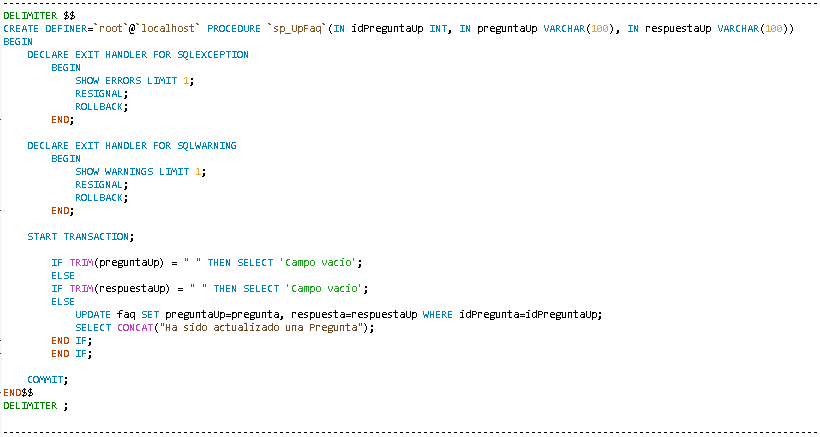 DELIMITER $$
CREATE DEFINER=`root`@`localhost` PROCEDURE `sp_UpFaq`(IN idPreguntaUp INT, IN preguntaUp VARCHAR(100), IN respuestaUp VARCHAR(100))
BEGIN
    DECLARE EXIT HANDLER FOR SQLEXCEPTION
        BEGIN
            SHOW ERRORS LIMIT 1;
            RESIGNAL;
            ROLLBACK;
        END;
    DECLARE EXIT HANDLER FOR SQLWARNING
        BEGIN
            SHOW WARNINGS LIMIT 1;
            RESIGNAL;
            ROLLBACK;
        END;
    START TRANSACTION;
        IF TRIM(preguntaUp) = " " THEN SELECT 'Campo vacio';
        ELSE
        IF TRIM(respuestaUp) = " " THEN SELECT 'Campo vacio';
        ELSE
            UPDATE faq SET preguntaUp=pregunta, respuesta=respuestaUp WHERE idPregunta=idPreguntaUp;
            SELECT CONCAT("Ha sido actualizado una Pregunta");
        END IF;
        END IF;
    COMMIT;
END$$
DELIMITER ;